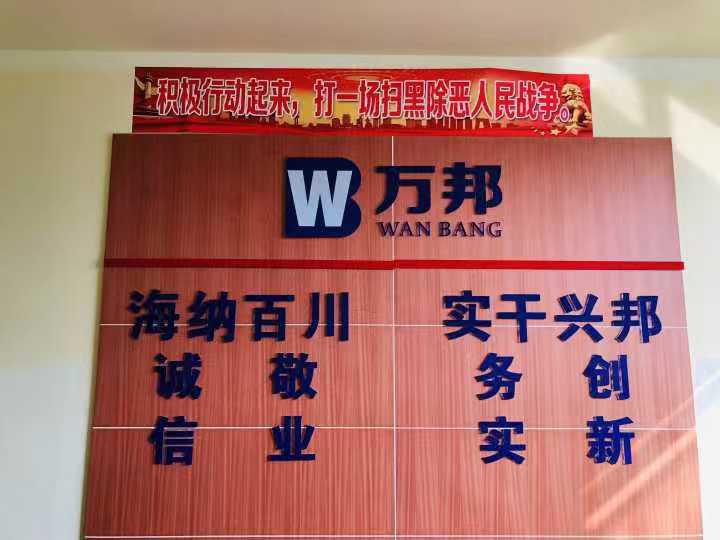 积极行动起来，打一场扫黑除恶人民战争。
WB 万邦
WAN BANG
海纳百川 实干兴邦
诚 敬 务 创
信 业 实 新